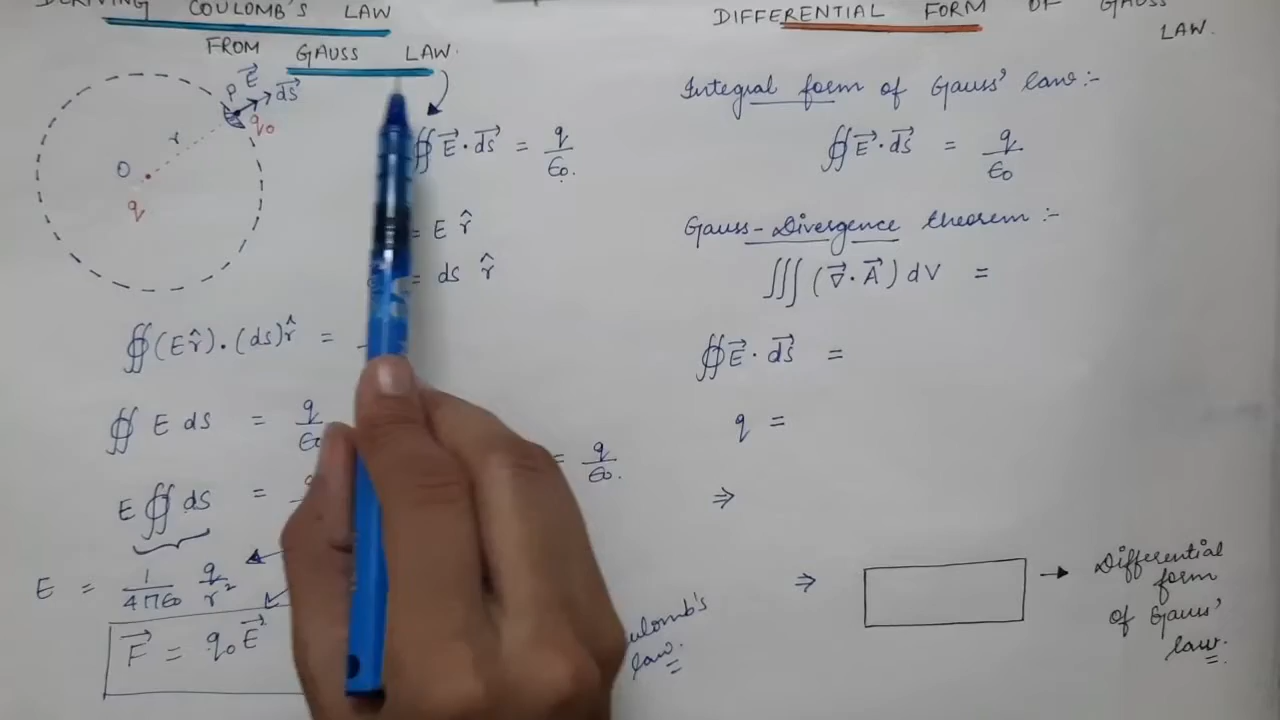 DERIVING COULOMB'S LAW
FROM GAUSS LAW.
P E⃗ ds⃗
q₀
r
O
q
∯ E⃗ · ds⃗ = q/ε₀.
= E r̂
= ds r̂
∯ (E r̂) . (ds) r̂ =
∯ E ds = q/ε₀
E ∯ ds =
= q/ε₀.
E = 1/4πε₀ q/r²
F⃗ = q₀ E⃗
law.
DIFFERENTIAL FORM OF GAUSS
LAW.
Integral form of Gauss' law :-
∯ E⃗ · ds⃗ = q/ε₀
Gauss-Divergence theorem :-
∭ (∇⃗ · A⃗) dV =
∯ E⃗ · ds⃗ =
q =
⇒
⇒ → Differential
form
of Gauss'
law.